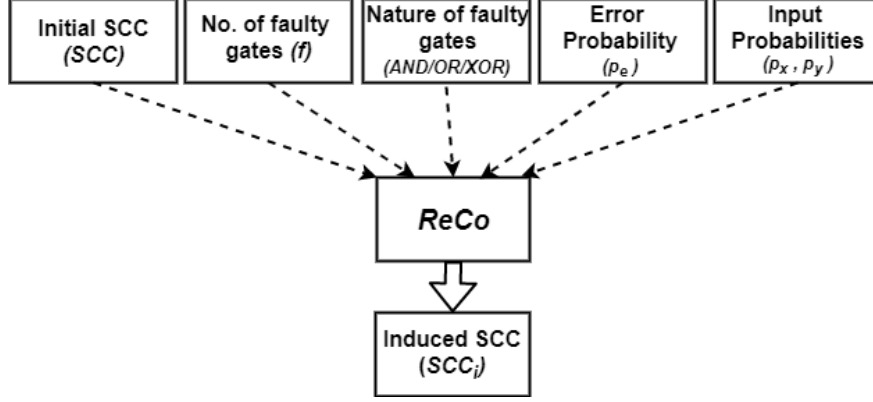 Initial SCC
(SCC)
No. of faulty
gates (f)
Nature of faulty
gates
(AND/OR/XOR)
Error
Probability
(pₑ)
Input
Probabilities
(pₓ , p_y)
ReCo
Induced SCC
(SCCᵢ)